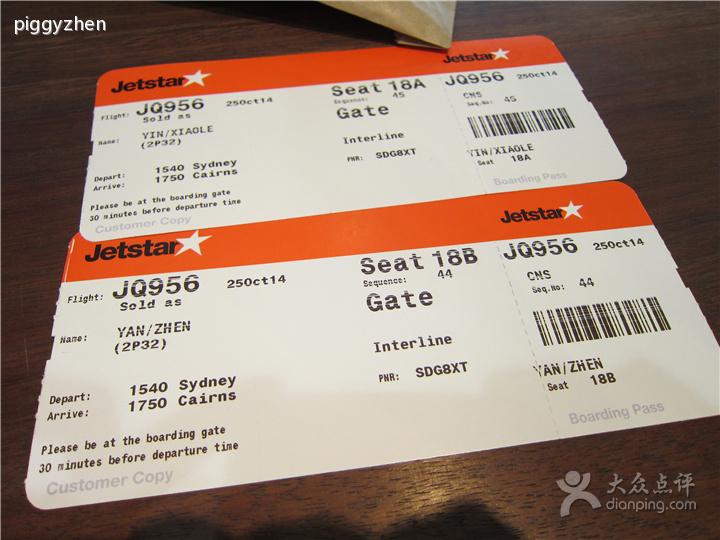 piggyzhen
Jetstar
Jetstar
Flight: JQ956 25Oct14
Sold as
Seat 18A
Sequence: 45
JQ956 25Oct14
CNS
Seq.No: 45
Gate
Name: YIN/XIAOLE
(2P32)
Interline
PNR: SDG8XT
YIN/XIAOLE
Seat 18A
Depart: 1540 Sydney
Arrive: 1750 Cairns
Please be at the boarding gate
30 minutes before departure time
Customer Copy
Boarding Pass
Jetstar
Jetstar
Flight: JQ956 25Oct14
Sold as
Seat 18B
Sequence: 44
JQ956 25Oct14
CNS
Seq.No: 44
Gate
Name: YAN/ZHEN
(2P32)
Interline
PNR: SDG8XT
YAN/ZHEN
Seat 18B
Depart: 1540 Sydney
Arrive: 1750 Cairns
Please be at the boarding gate
30 minutes before departure time
Customer Copy
Boarding Pass
大众点评
dianping.com